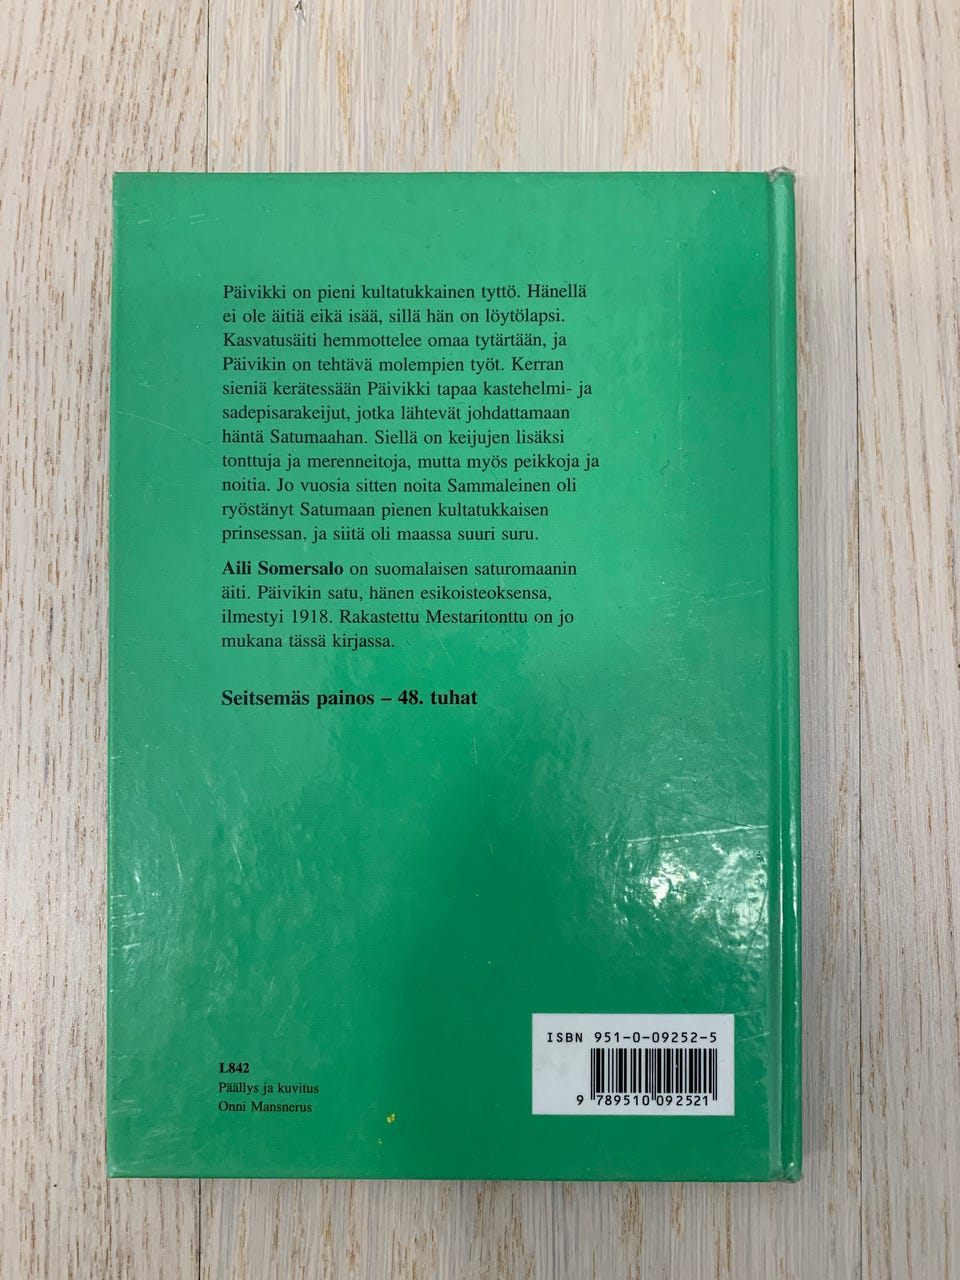 Päivikki on pieni kultatukkainen tyttö. Hänellä
ei ole äitiä eikä isää, sillä hän on löytölapsi.
Kasvatusäiti hemmottelee omaa tytärtään, ja
Päivikin on tehtävä molempien työt. Kerran
sieniä kerätessään Päivikki tapaa kastehelmi- ja
sadepisarakeijut, jotka lähtevät johdattamaan
häntä Satumaahan. Siellä on keijujen lisäksi
tonttuja ja merenneitoja, mutta myös peikkoja ja
noitia. Jo vuosia sitten noita Sammaleinen oli
ryöstänyt Satumaan pienen kultatukkaisen
prinsessan, ja siitä oli maassa suuri suru.
Aili Somersalo on suomalaisen saturomaanin
äiti. Päivikin satu, hänen esikoisteoksensa,
ilmestyi 1918. Rakastettu Mestaritonttu on jo
mukana tässä kirjassa.
Seitsemäs painos – 48. tuhat
L842
Päällys ja kuvitus
Onni Mansnerus
ISBN 951-0-09252-5
9 789510 092521